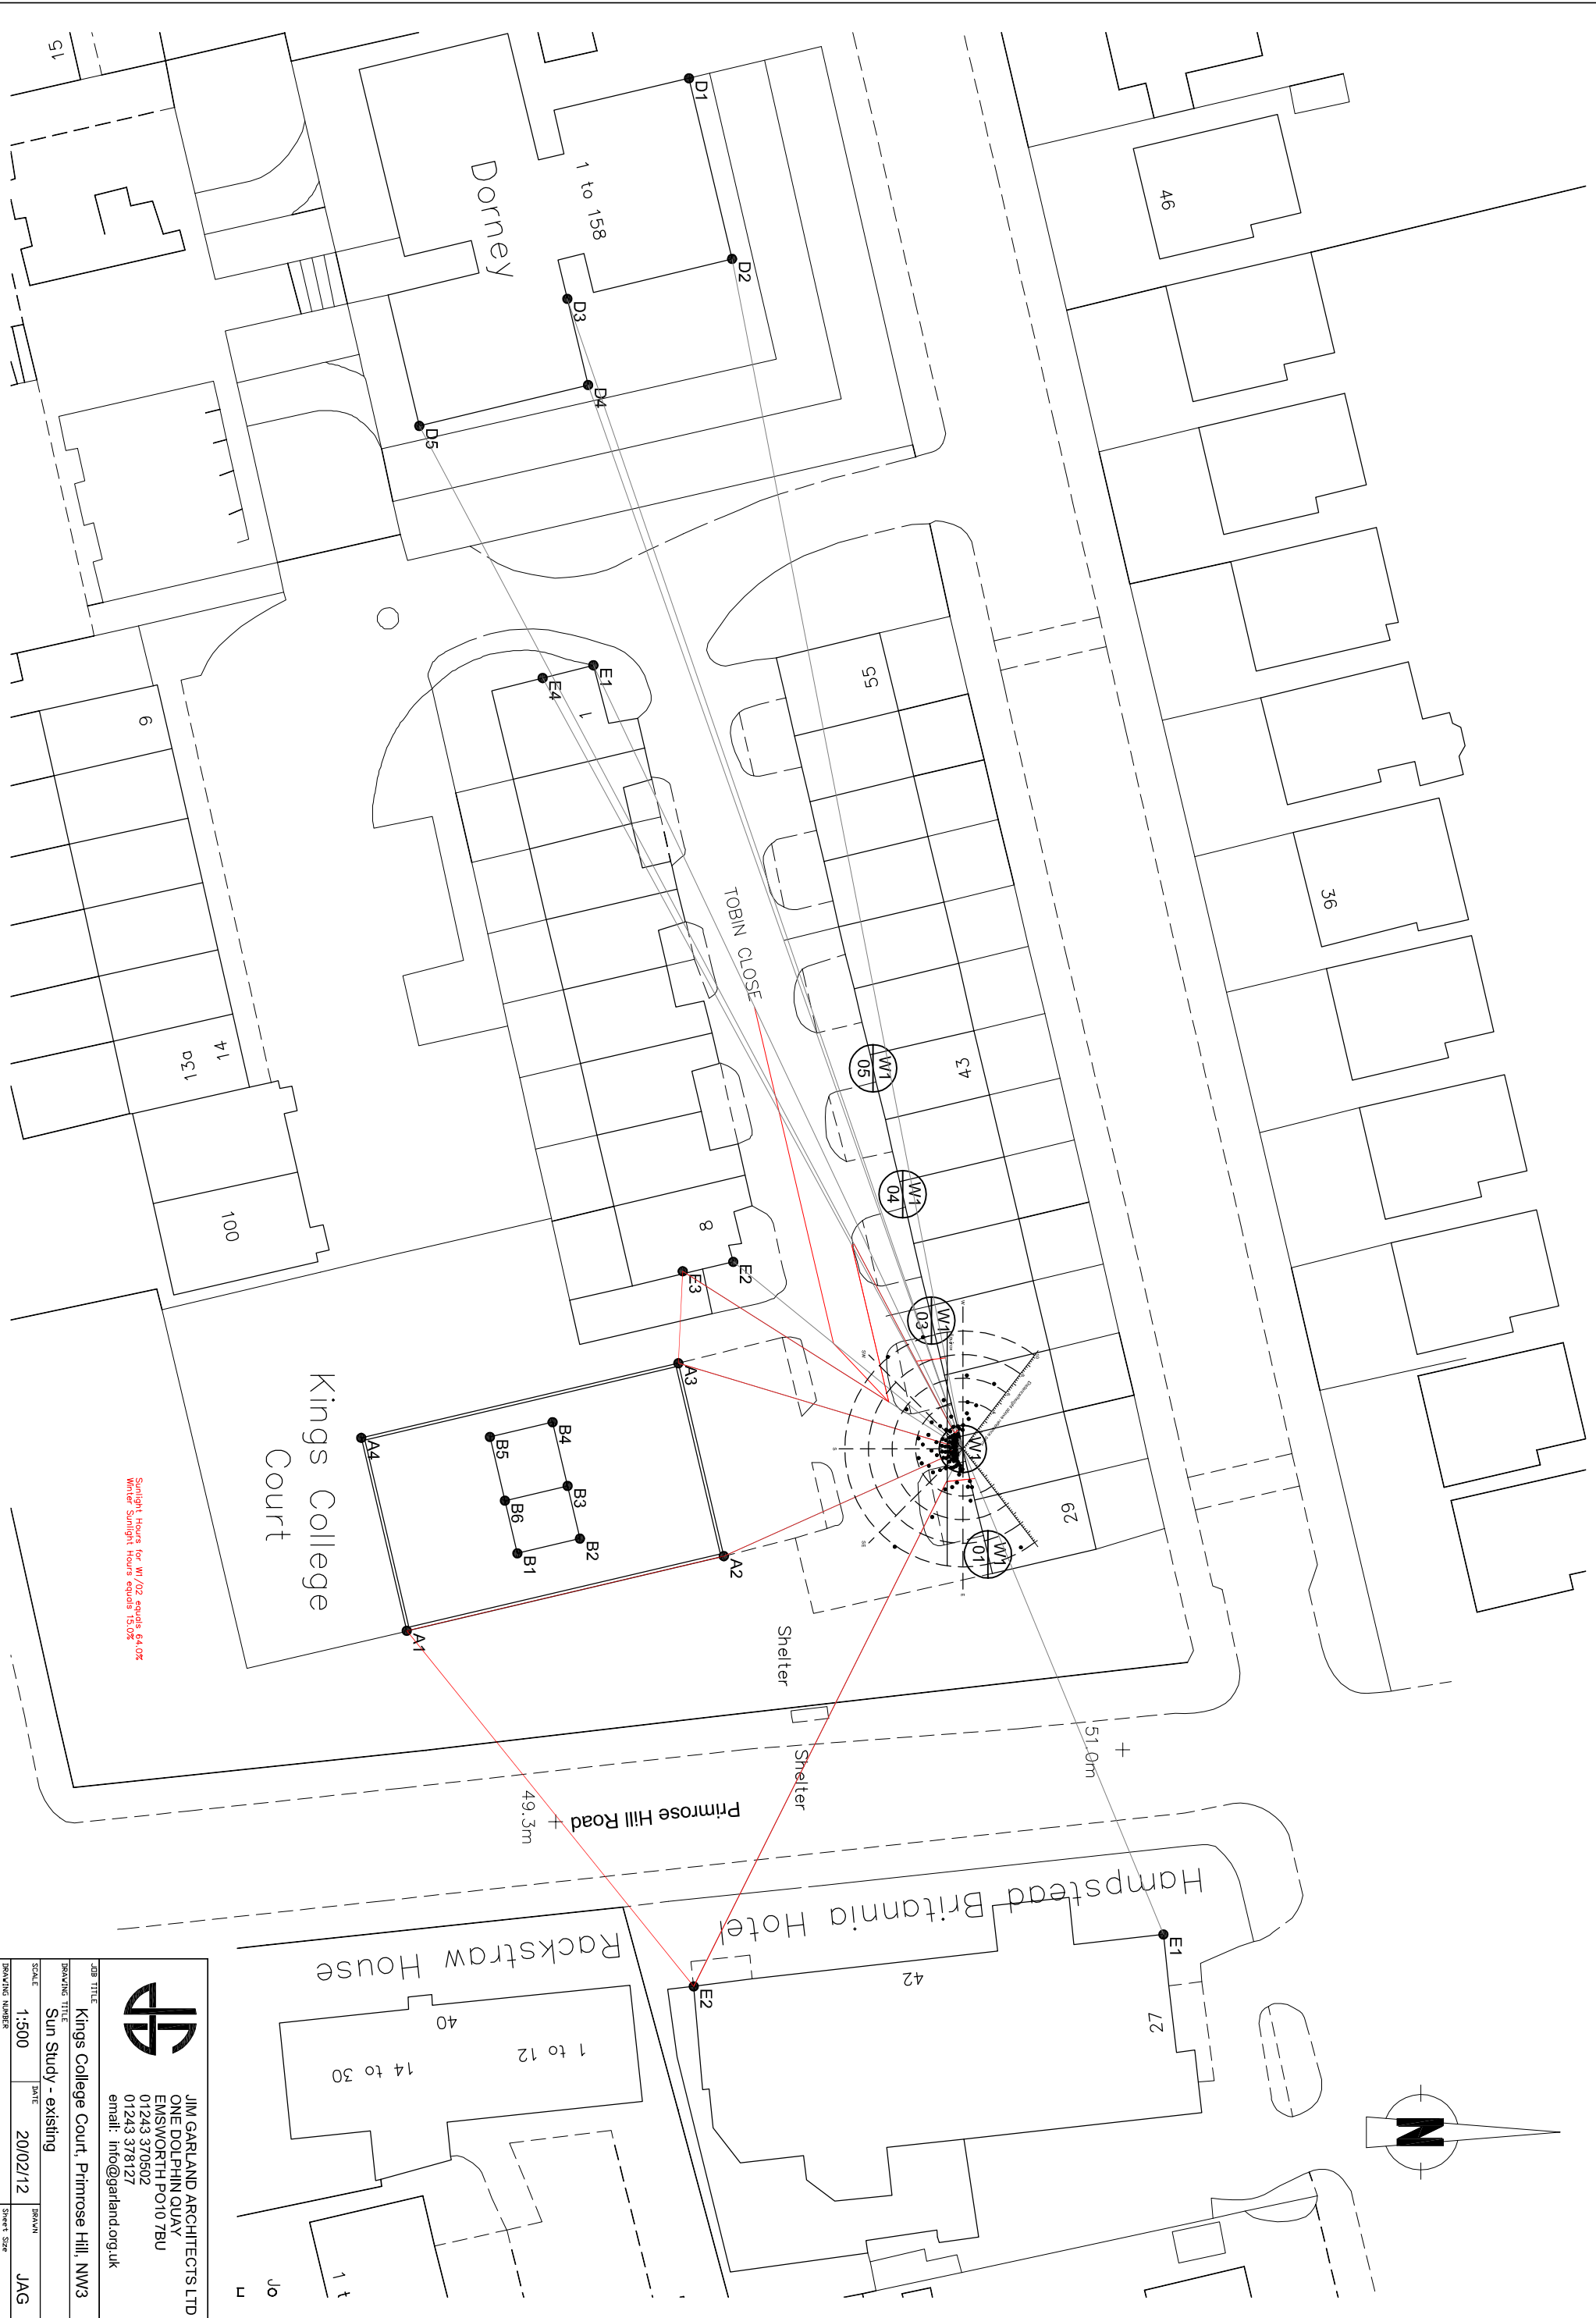 15
Dorney
1 to 158
D1
D2
D3
D4
D5
46
36
55
43
29
E1
E4
1
TOBIN CLOSE
8
E2
E3
6
14
13a
100
W1
05
W1
04
W1
03
W1
W1
01
W
SW
S
SE
E
A3
A4
A2
A1
B4
B5
B3
B6
B2
B1
Kings College
Court
Sunlight Hours for W1/02 equals 64.0%
Winter Sunlight Hours equals 15.0%
Shelter
Shelter
51.0m
49.3m
Primrose Hill Road
Hampstead Britannia Hotel
42
27
E1
E2
Rackstraw House
40
1 to 12
14 to 30
N
Jo
1 t
JIM GARLAND ARCHITECTS LTD
ONE DOLPHIN QUAY
EMSWORTH PO10 7BU
01243 370502
01243 378127
email: info@garland.org.uk
JOB TITLE
Kings College Court, Primrose Hill, NW3
DRAWING TITLE
Sun Study - existing
SCALE
1:500
DATE
20/02/12
DRAWN
JAG
DRAWING NUMBER
Sheet Size